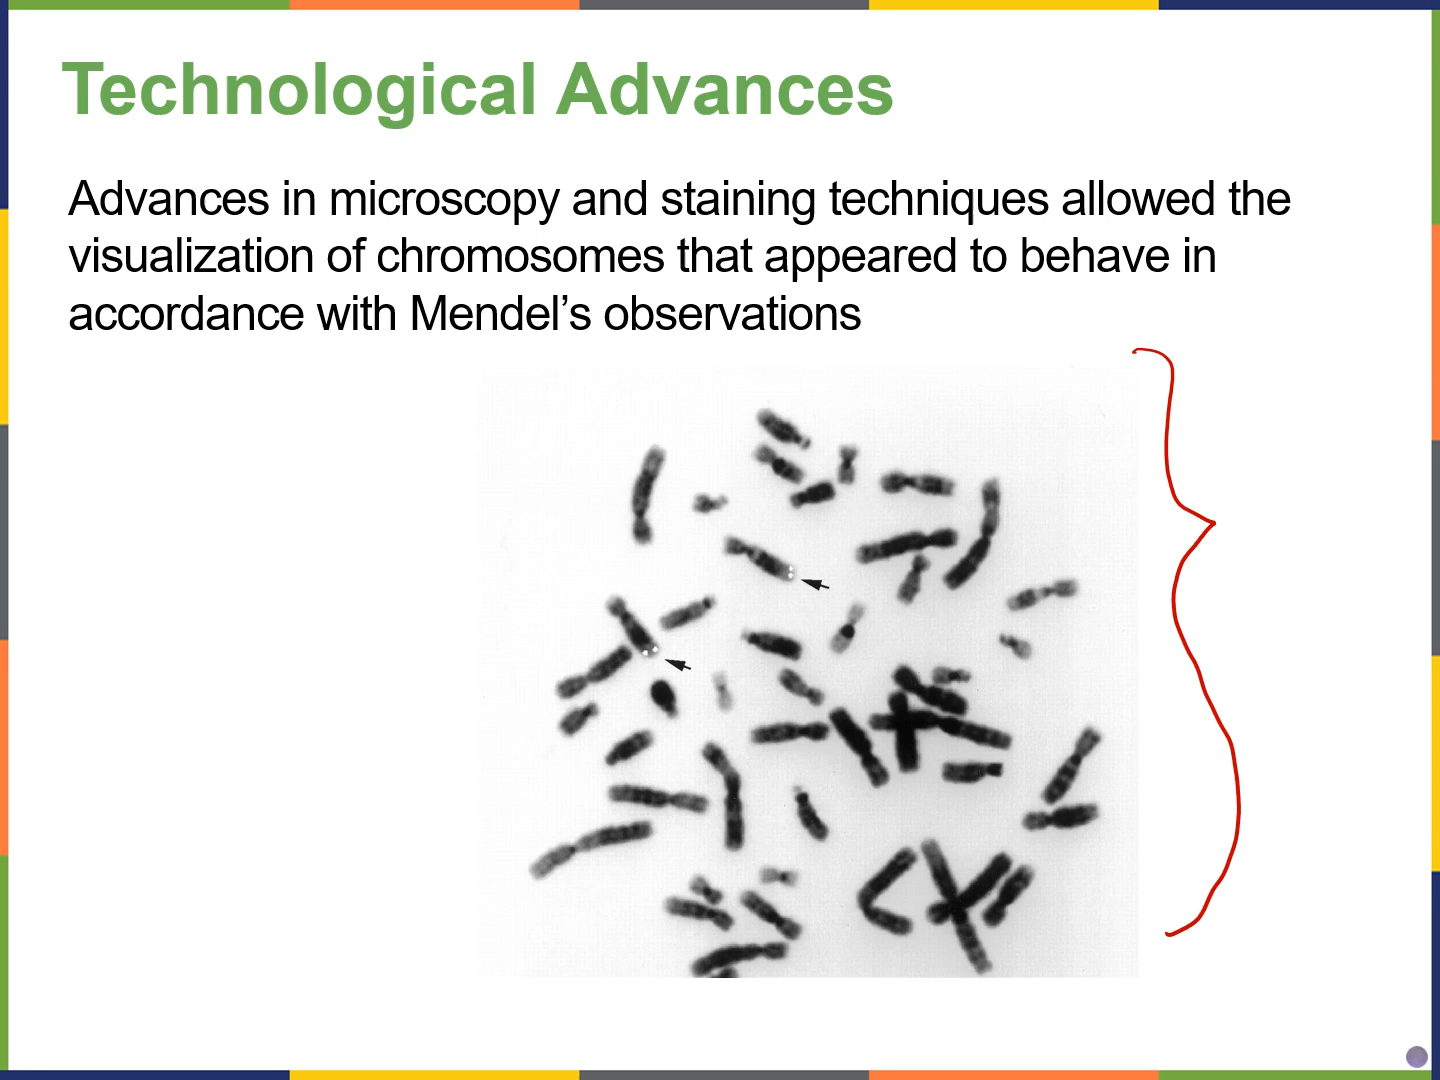 Technological Advances
Advances in microscopy and staining techniques allowed the
visualization of chromosomes that appeared to behave in
accordance with Mendel’s observations